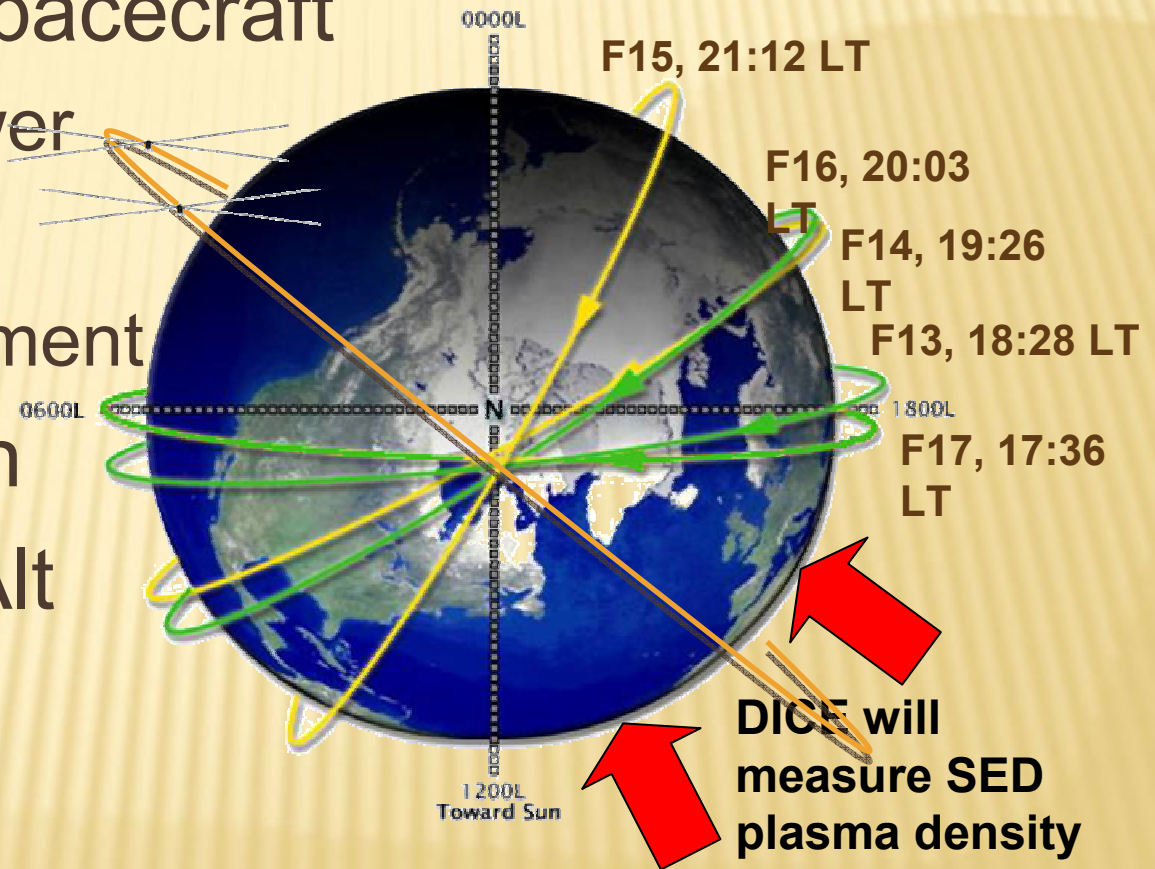 pacecraft
ver
ment
n
Alt
0000L
F15, 21:12 LT
F16, 20:03
LT
F14, 19:26
LT
F13, 18:28 LT
0600L
N
1800L
F17, 17:36
LT
1200L
Toward Sun
DICE will
measure SED
plasma density